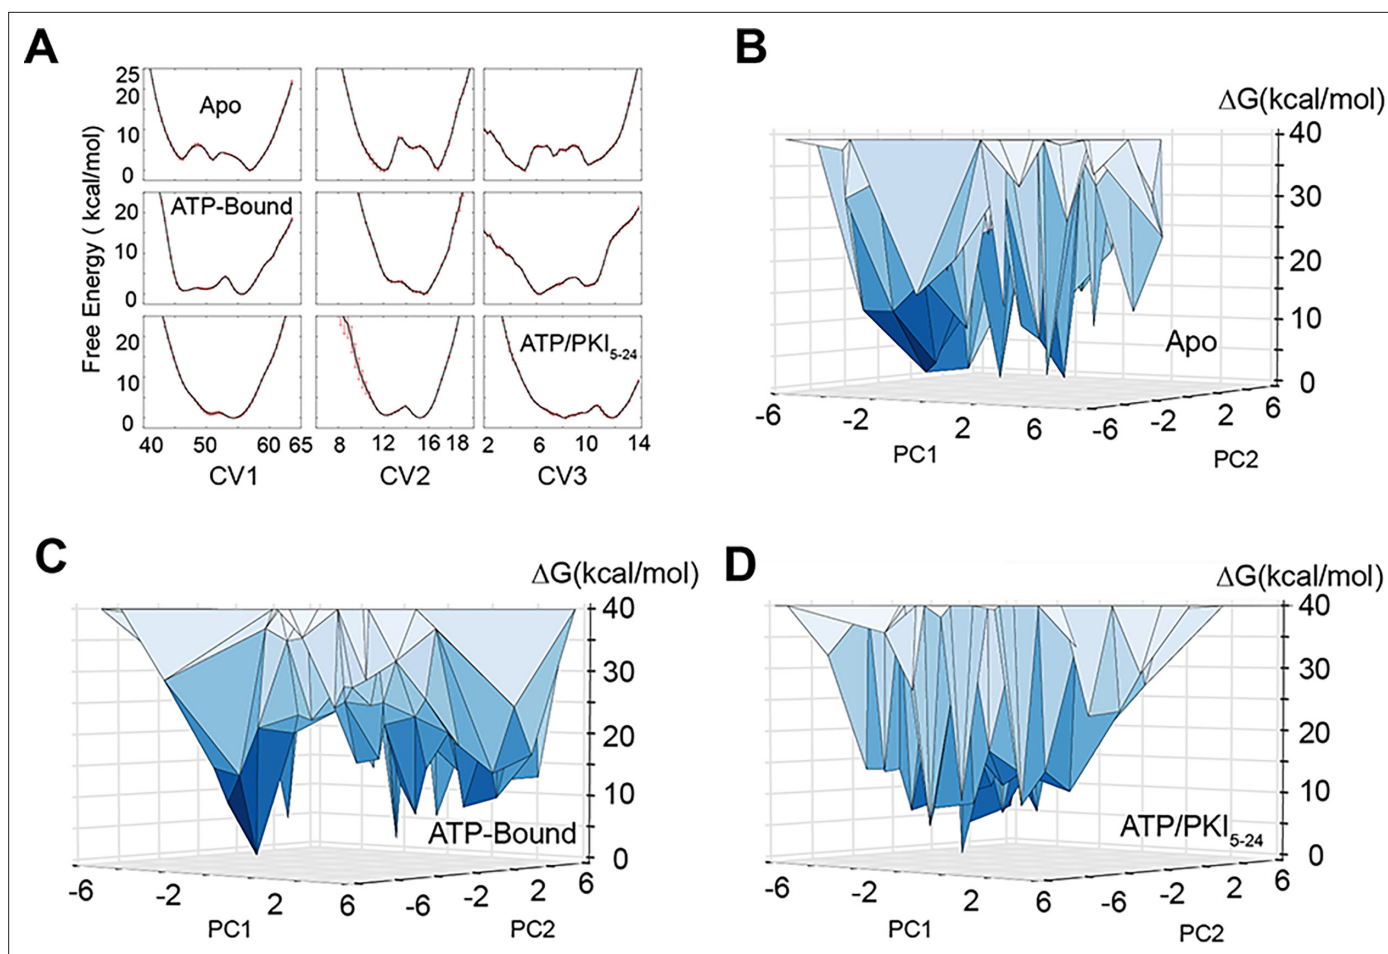 A
Free Energy ( kcal/mol)
25
20
10
0
Apo
20
10
0
ATP-Bound
20
10
0
ATP/PKI5-24
40 50 60 65
8 12 16 18
2 6 10 14
CV1 CV2 CV3
B
ΔG(kcal/mol)
40
30
20
10
0
Apo
-6 -2 2 6
PC1
-6 -2 2 6
PC2
C
ΔG(kcal/mol)
40
30
20
10
0
ATP-Bound
-6 -2 2 6
PC1
-6 -2 2 6
PC2
D
ΔG(kcal/mol)
40
30
20
10
0
ATP/PKI5-24
-6 -2 2 6
PC1
-6 -2 2 6
PC2